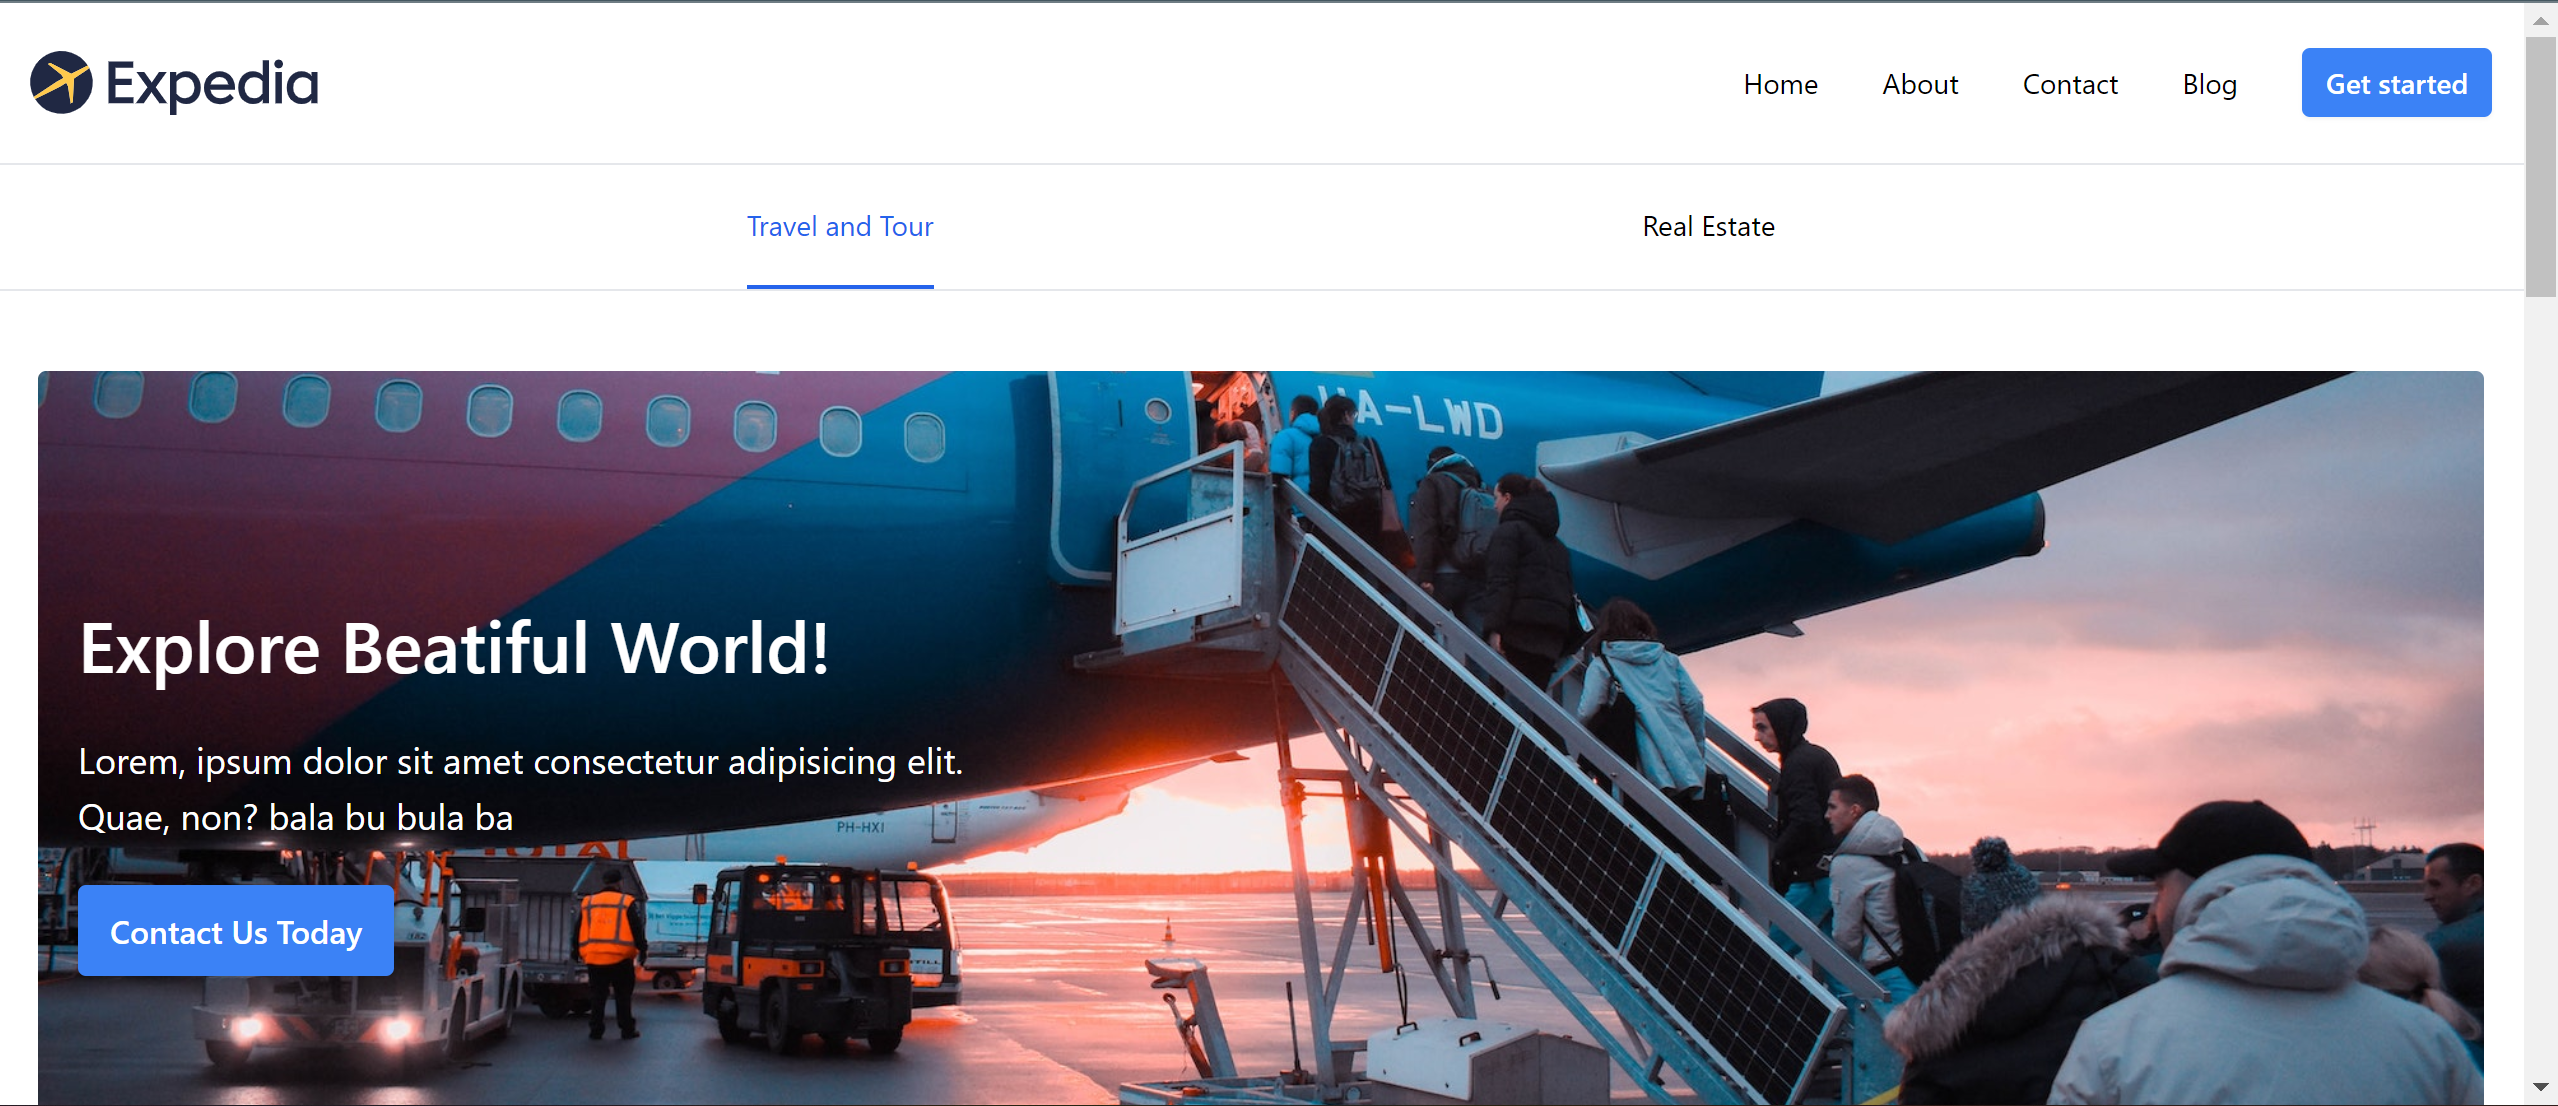 Expedia
Home About Contact Blog Get started
Travel and Tour Real Estate
A-LWD
Explore Beatiful World!
Lorem, ipsum dolor sit amet consectetur adipisicing elit.
Quae, non? bala bu bula ba
PH-HXI
Contact Us Today